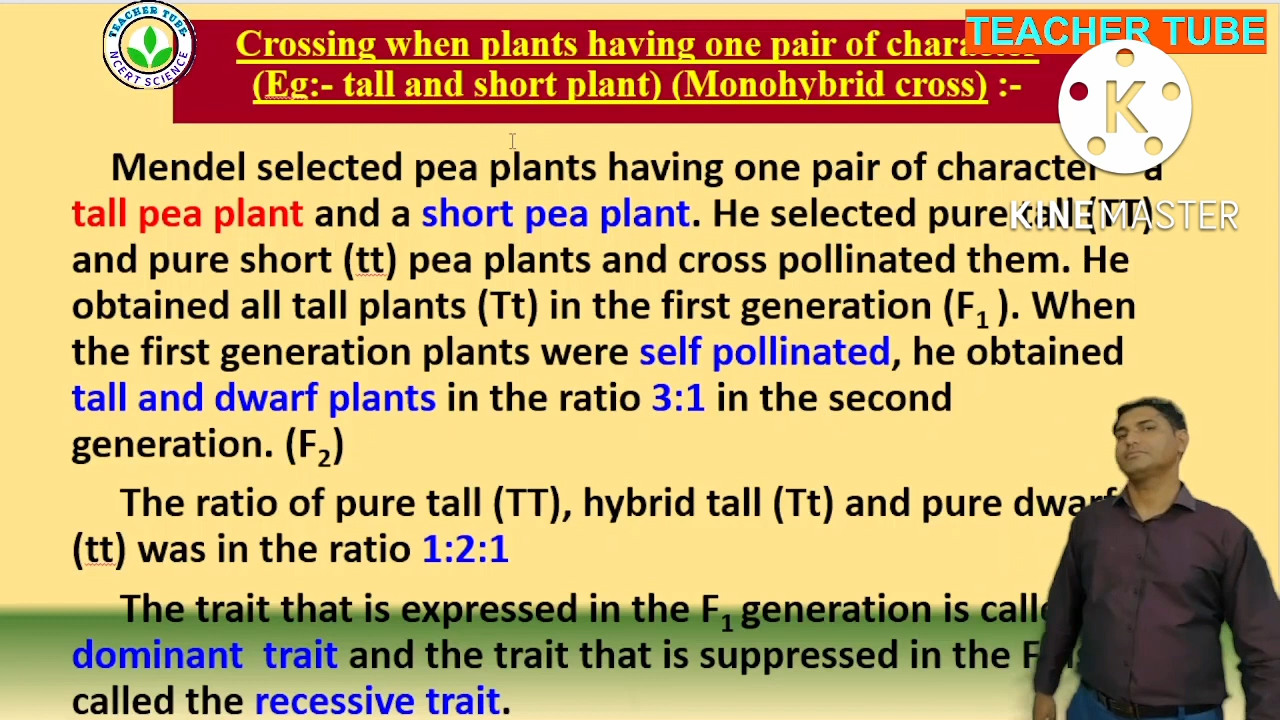 TEACHER TUBE
NCERT SCIENCE
TEACHER TUBE
Crossing when plants having one pair of character
(Eg:- tall and short plant) (Monohybrid cross) :-
K
KINEMASTER
Mendel selected pea plants having one pair of character a
tall pea plant and a short pea plant. He selected pure tall (TT)
and pure short (tt) pea plants and cross pollinated them. He
obtained all tall plants (Tt) in the first generation (F1 ). When
the first generation plants were self pollinated, he obtained
tall and dwarf plants in the ratio 3:1 in the second
generation. (F2)
The ratio of pure tall (TT), hybrid tall (Tt) and pure dwarf
(tt) was in the ratio 1:2:1
The trait that is expressed in the F1 generation is
dominant trait and the trait that is suppressed in the
called the recessive trait.